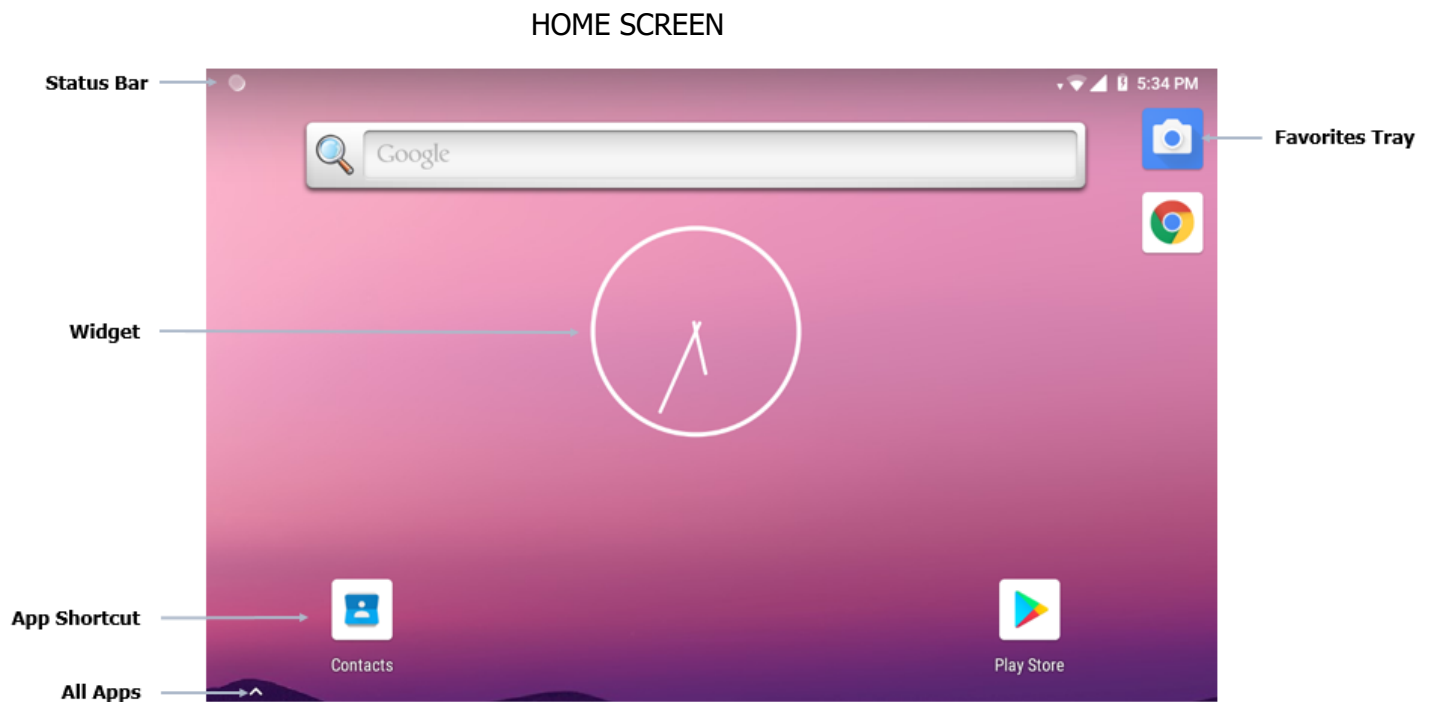 HOME SCREEN
Status Bar
5:34 PM
Google
Favorites Tray
Widget
App Shortcut
Contacts
Play Store
All Apps